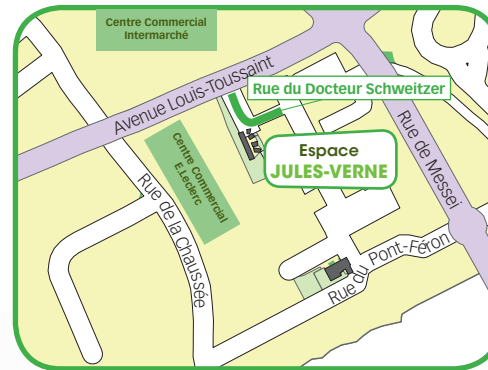 Centre Commercial
Intermarché
Avenue Louis-Toussaint
Rue du Docteur Schweitzer
Centre Commercial
E.Leclerc
Espace
JULES-VERNE
Rue de Messei
Rue de la Chaussée
Rue du Pont-Féron